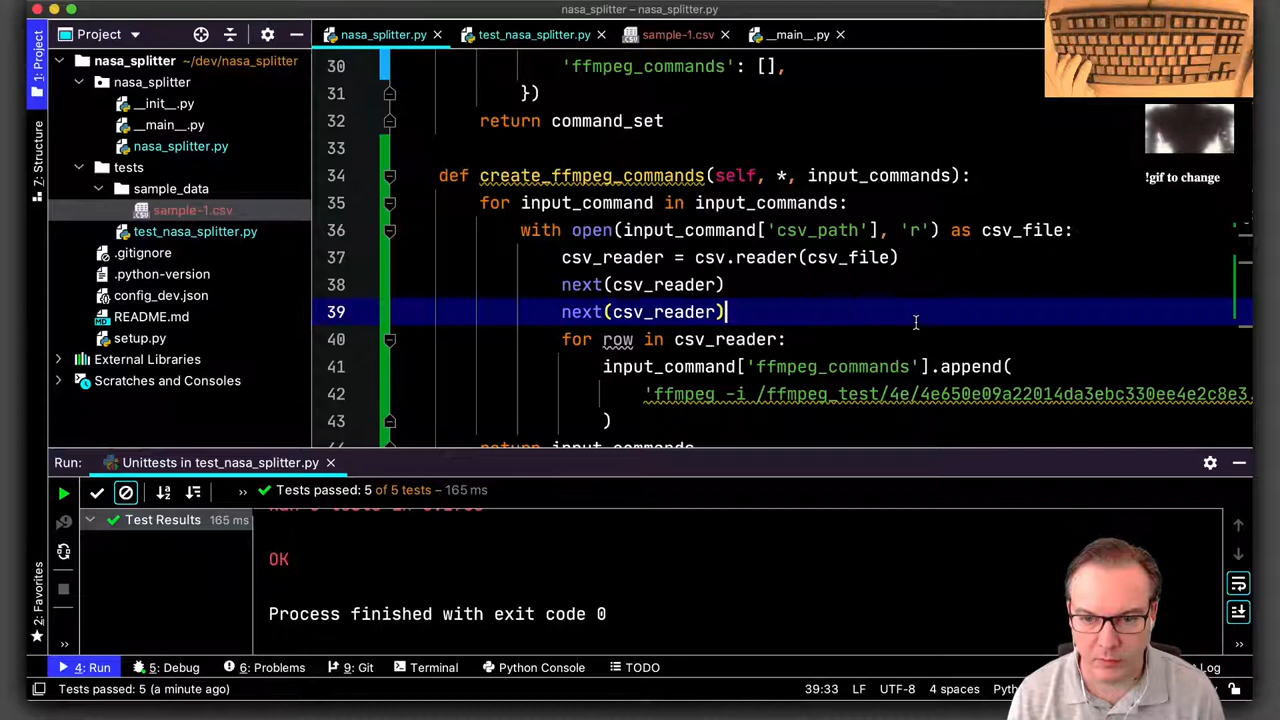 nasa_splitter – nasa_splitter.py
1: Project
7: Structure
2: Favorites
Project
nasa_splitter.py
test_nasa_splitter.py
sample-1.csv
__main__.py
nasa_splitter ~/dev/nasa_splitter
nasa_splitter
__init__.py
__main__.py
nasa_splitter.py
tests
sample_data
sample-1.csv
test_nasa_splitter.py
.gitignore
.python-version
config_dev.json
README.md
setup.py
External Libraries
Scratches and Consoles
30 'ffmpeg_commands': [],
31 })
32 return command_set
33
34 def create_ffmpeg_commands(self, *, input_commands):
35 for input_command in input_commands:
36 with open(input_command['csv_path'], 'r') as csv_file:
37 csv_reader = csv.reader(csv_file)
38 next(csv_reader)
39 next(csv_reader)
40 for row in csv_reader:
41 input_command['ffmpeg_commands'].append(
42 'ffmpeg -i /ffmpeg_test/4e/4e650e09a22014da3ebc330ee4e2c8e3.
43 )
return input_commands
!gif to change
Run: Unittests in test_nasa_splitter.py
Tests passed: 5 of 5 tests – 165 ms
Test Results 165 ms
OK
Process finished with exit code 0
4: Run 5: Debug 6: Problems 9: Git Terminal Python Console TODO Log
Tests passed: 5 (a minute ago) 39:33 LF UTF-8 4 spaces